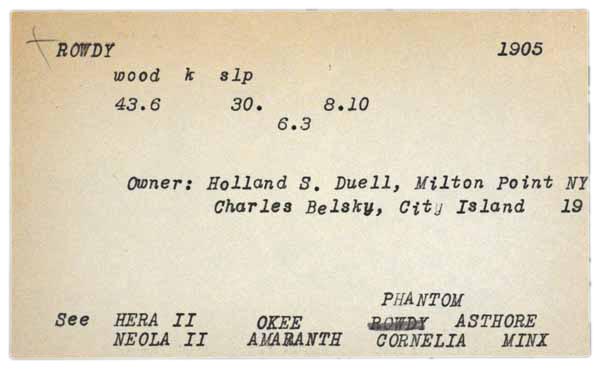 ROWDY 1905
wood k slp
43.6 30. 8.10
6.3
Owner: Holland S. Duell, Milton Point NY
Charles Belsky, City Island 19
PHANTOM
See HERA II OKEE ROWDY ASTHORE
NEOLA II AMARANTH CORNELIA MINX